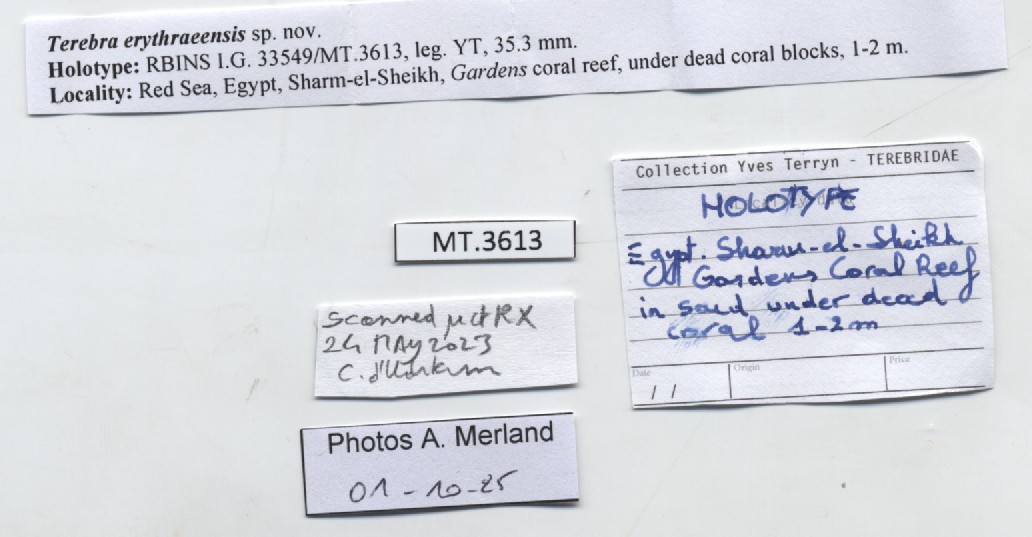 Terebra erythraeensis sp. nov.
Holotype: RBINS I.G. 33549/MT.3613, leg. YT, 35.3 mm.
Locality: Red Sea, Egypt, Sharm-el-Sheikh, Gardens coral reef, under dead coral blocks, 1-2 m.
Collection Yves Terryn - TEREBRIDAE
HOLOTYPE
Egypt. Sharm-el-Sheikh
Gardens Coral Reef
in sand under dead
coral 1-2m
Date
Origin
Price
/ /
MT.3613
Scanned µct RX
24 MAY 2023
Photos A. Merland
01-10-25